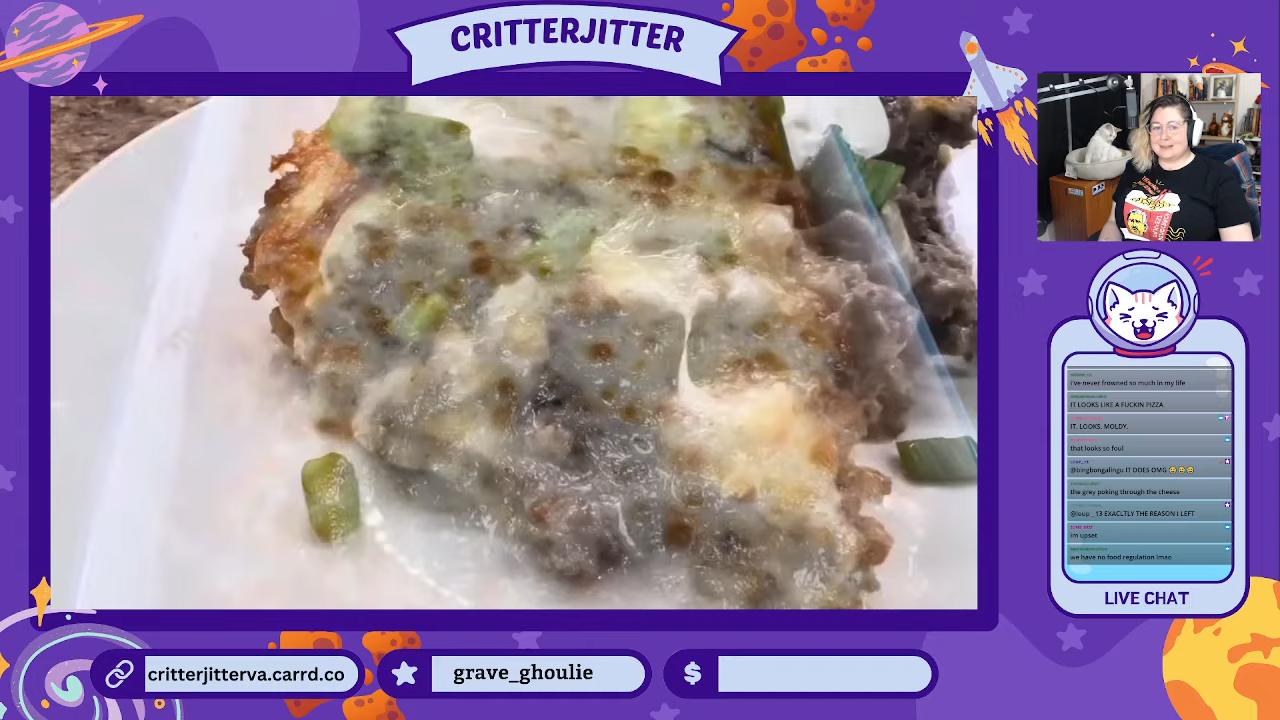 CRITTERJITTER
i've never frowned so much in my life
IT LOOKS LIKE A FUCKIN PIZZA.
IT. LOOKS. MOLDY.
that looks so foul
@bingbongalingu IT DOES OMG
the grey poking through the cheese
@loup_13 EXACLTLY THE REASON I LEFT
im upset
we have no food regulation lmao
LIVE CHAT
critterjitterva.carrd.co
grave_ghoulie
$